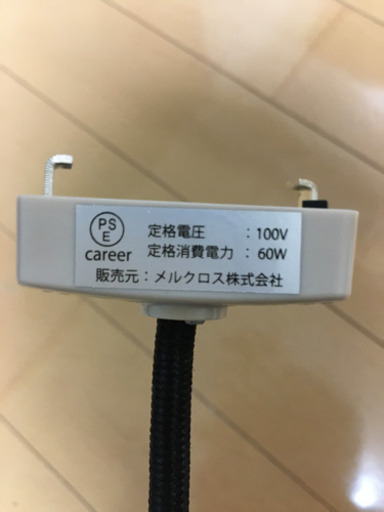 PS
E
career
定格電圧 : 100V
定格消費電力 : 60W
販売元 : メルクロス株式会社